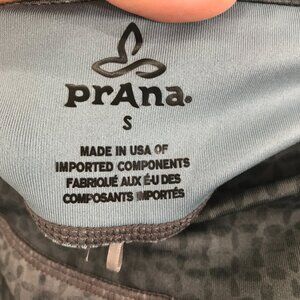 prAna
S
MADE IN USA OF
IMPORTED COMPONENTS
FABRIQUÉ AUX É-U DES
COMPOSANTS IMPORTÉS